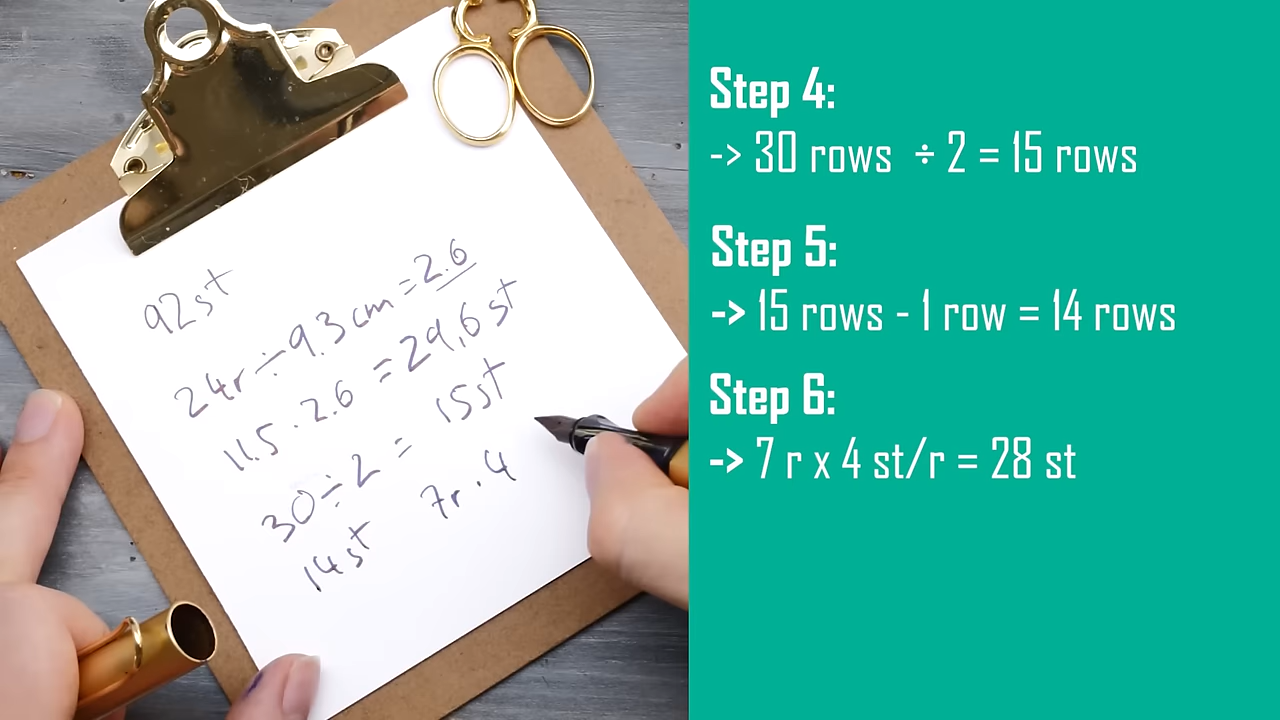 92st
24r ÷ 9.3cm = 2.6
11.5 · 2.6 = 29,6 st
30 ÷ 2 = 15st
14st 7r · 4
Step 4:
-> 30 rows ÷ 2 = 15 rows
Step 5:
-> 15 rows - 1 row = 14 rows
Step 6:
-> 7 r x 4 st/r = 28 st